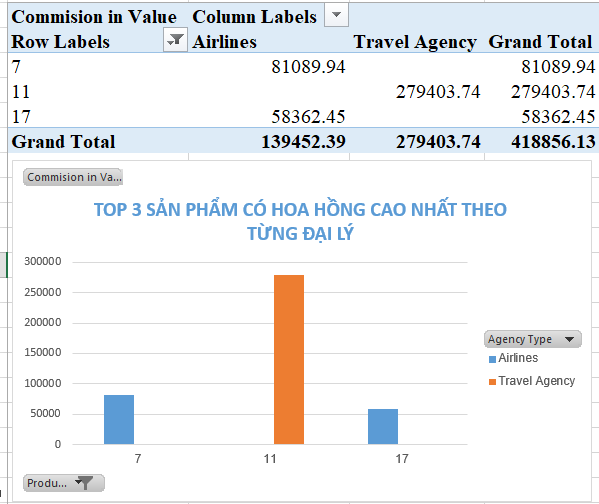 Commision in Value Column Labels
Row Labels Airlines Travel Agency Grand Total
7 81089.94 81089.94
11 279403.74 279403.74
17 58362.45 58362.45
Grand Total 139452.39 279403.74 418856.13
Commision in Va...
TOP 3 SẢN PHẨM CÓ HOA HỒNG CAO NHẤT THEO
TỪNG ĐẠI LÝ
300000
250000
200000
150000
100000
50000
0
7 11 17
Agency Type
Airlines
Travel Agency
Produ...